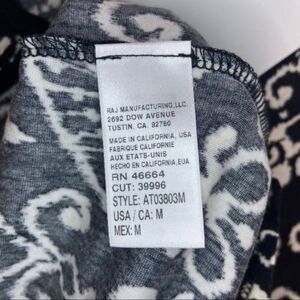 RAJ MANUFACTURING, LLC.
2692 DOW AVENUE
TUSTIN, CA. 92780
MADE IN CALIFORNIA, USA
FABRIQUE CALIFORNIE
AUX ETATS-UNIS
HECHO EN CALIFORNIA, EUA
RN 46664
CUT: 39996
STYLE: AT03803M
USA / CA: M
MEX: M